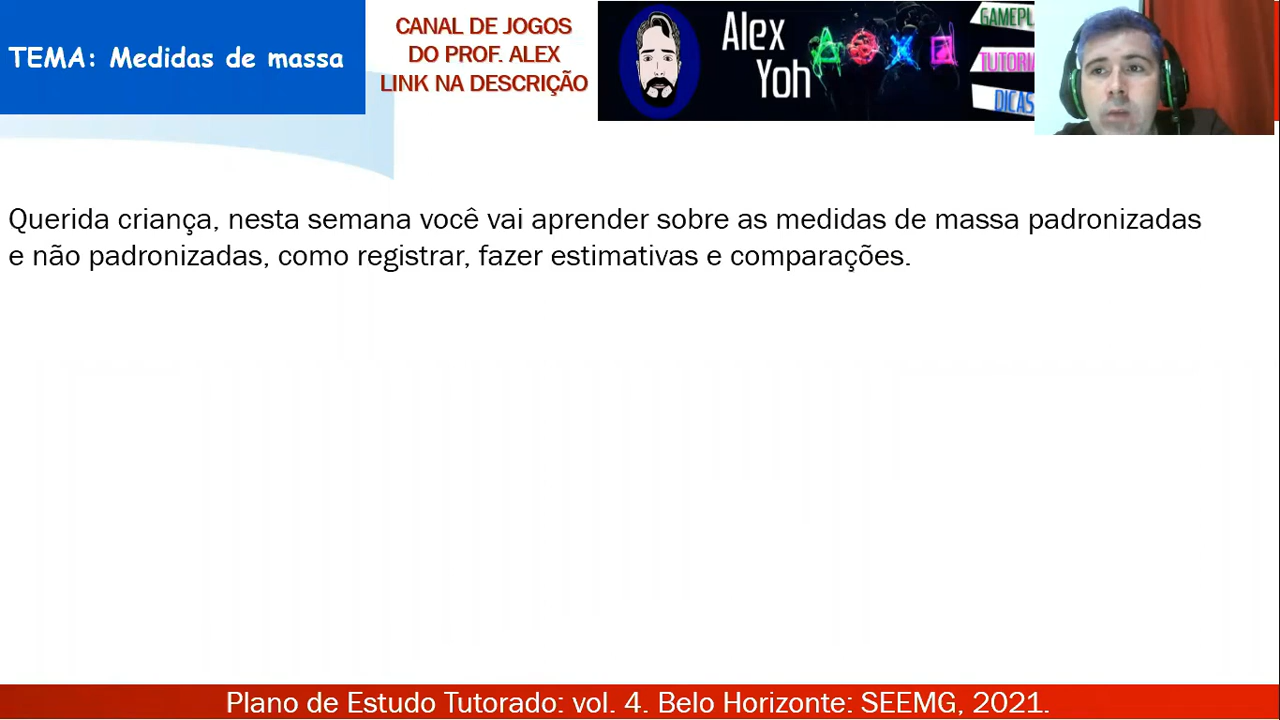 TEMA: Medidas de massa
CANAL DE JOGOS
DO PROF. ALEX
LINK NA DESCRIÇÃO
Alex
Yoh
DICAS
Querida criança, nesta semana você vai aprender sobre as medidas de massa padronizadas
e não padronizadas, como registrar, fazer estimativas e comparações.
Plano de Estudo Tutorado: vol. 4. Belo Horizonte: SEEMG, 2021.